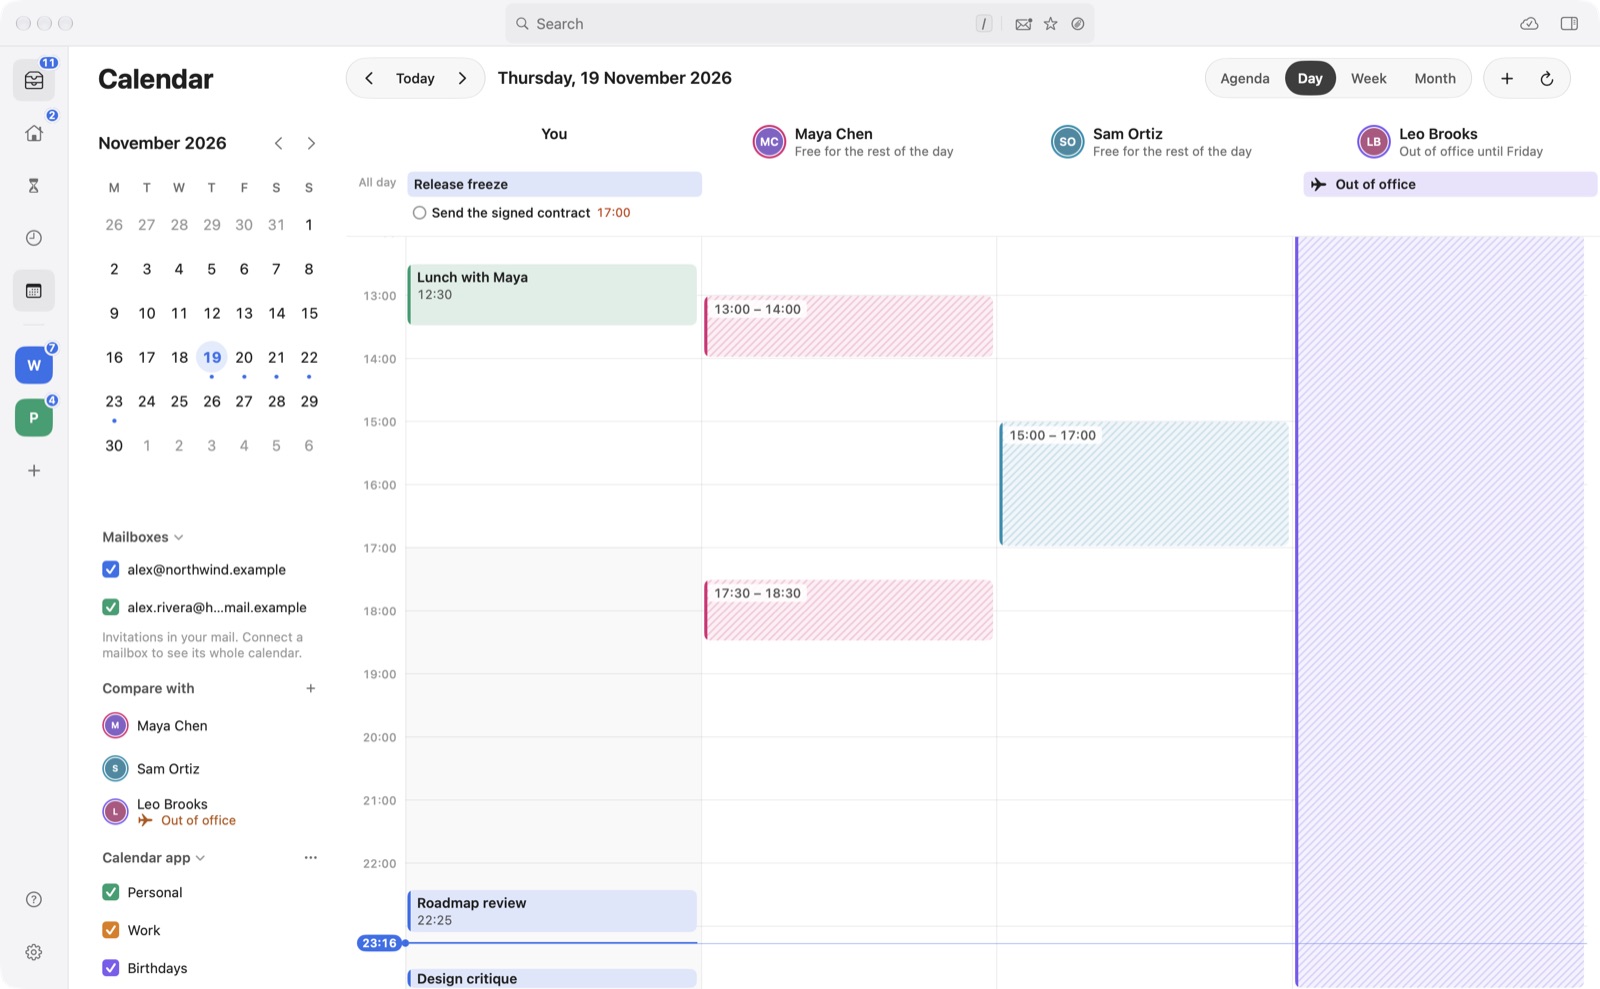 Search
/
11
2
W
7
P
4
Calendar
November 2026
M T W T F S S
26 27 28 29 30 31 1
2 3 4 5 6 7 8
9 10 11 12 13 14 15
16 17 18 19 20 21 22
23 24 25 26 27 28 29
30 1 2 3 4 5 6
Mailboxes
alex@northwind.example
alex.rivera@h...mail.example
Invitations in your mail. Connect a
mailbox to see its whole calendar.
Compare with
M Maya Chen
S Sam Ortiz
L Leo Brooks
Out of office
Calendar app
Personal
Work
Birthdays
Today
Thursday, 19 November 2026
Agenda Day Week Month
You
MC Maya Chen
Free for the rest of the day
SO Sam Ortiz
Free for the rest of the day
LB Leo Brooks
Out of office until Friday
All day
Release freeze
Send the signed contract 17:00
Out of office
Lunch with Maya
12:30
13:00
13:00 – 14:00
14:00
15:00
15:00 – 17:00
16:00
17:00
17:30 – 18:30
18:00
19:00
20:00
21:00
22:00
Roadmap review
22:25
23:16
Design critique